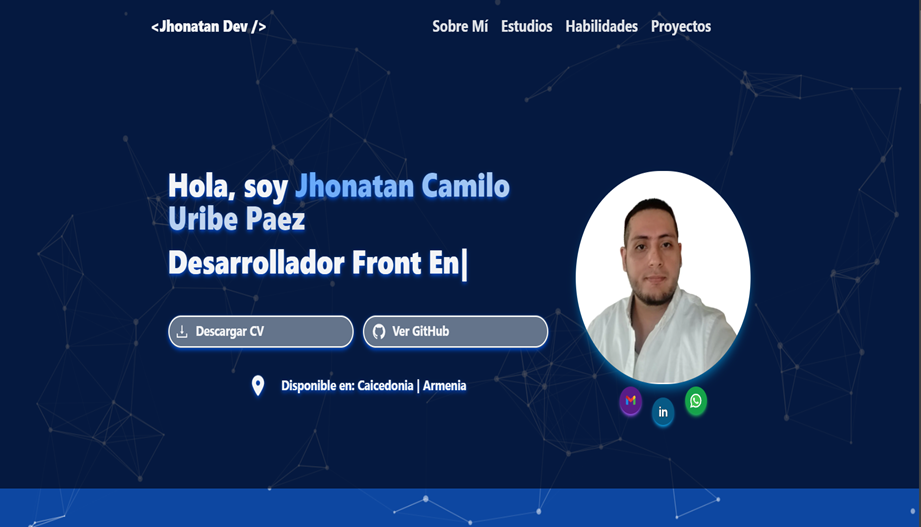 <Jhonatan Dev />
Sobre Mí Estudios Habilidades Proyectos
Hola, soy Jhonatan Camilo
Uribe Paez
Desarrollador Front En|
Descargar CV
Ver GitHub
Disponible en: Caicedonia | Armenia
in